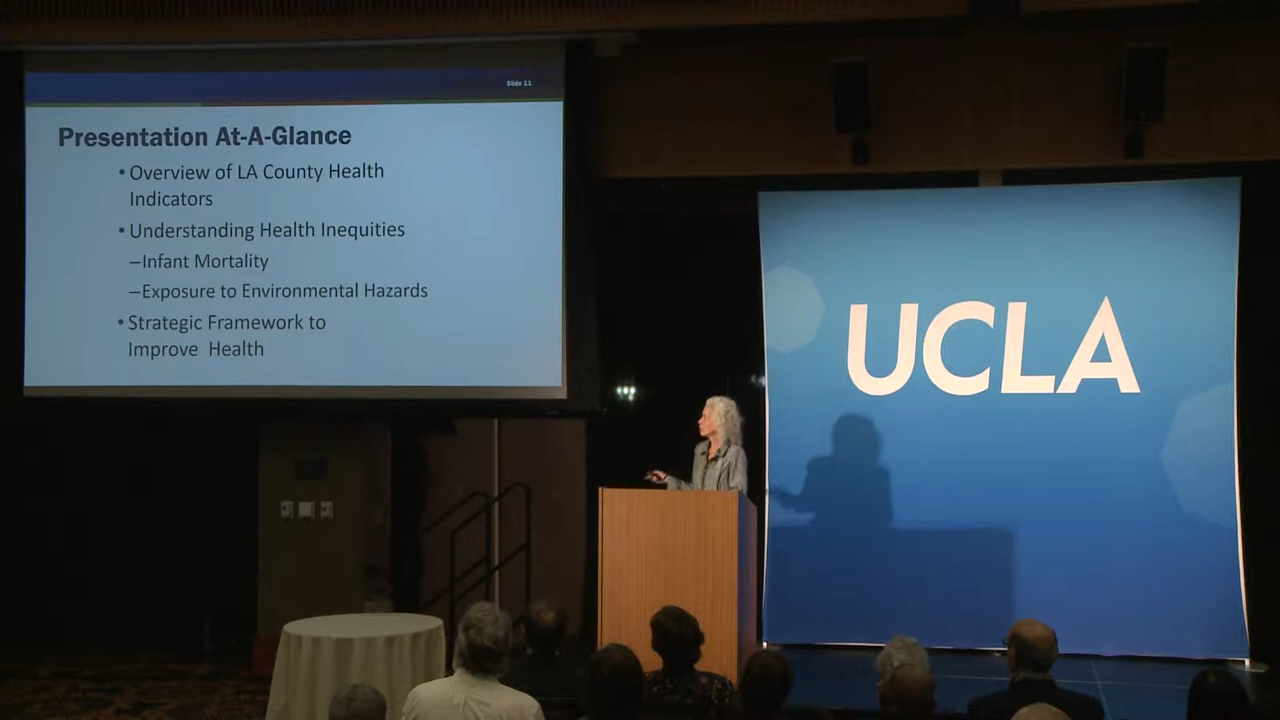 Slide 11
Presentation At-A-Glance
• Overview of LA County Health
Indicators
• Understanding Health Inequities
–Infant Mortality
–Exposure to Environmental Hazards
• Strategic Framework to
Improve Health
UCLA